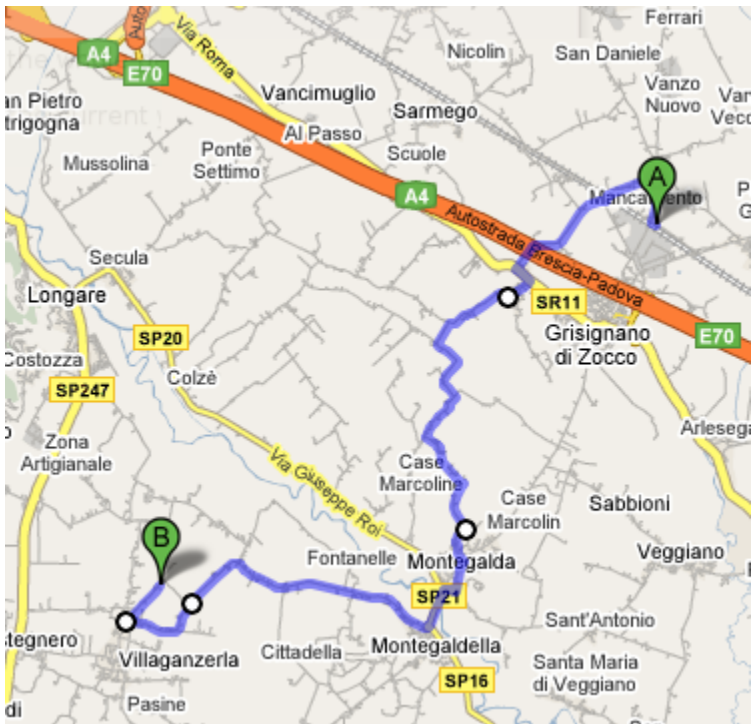 Ferrari
Via Roma
Nicolin
San Daniele
A4
E70
Vanzo
Nuovo
Vancimuglio
Sarmego
an Pietro
trigogna
Al Passo
Ponte
Settimo
Scuole
Mussolina
A
A4
Autostrada Brescia-Padova
Secula
Longare
SR11
SP20
Grisignano
di Zocco
E70
Costozza
SP247
Colzè
Zona
Artigianale
Arlesega
Via Giuseppe Roi
Case
Marcoline
Case
Marcolin
Sabbioni
B
Fontanelle
Montegalda
Veggiano
SP21
Sant'Antonio
stegnero
Villaganzerla
Cittadella
Montegaldella
Santa Maria
di Veggiano
SP16
Pasine
di